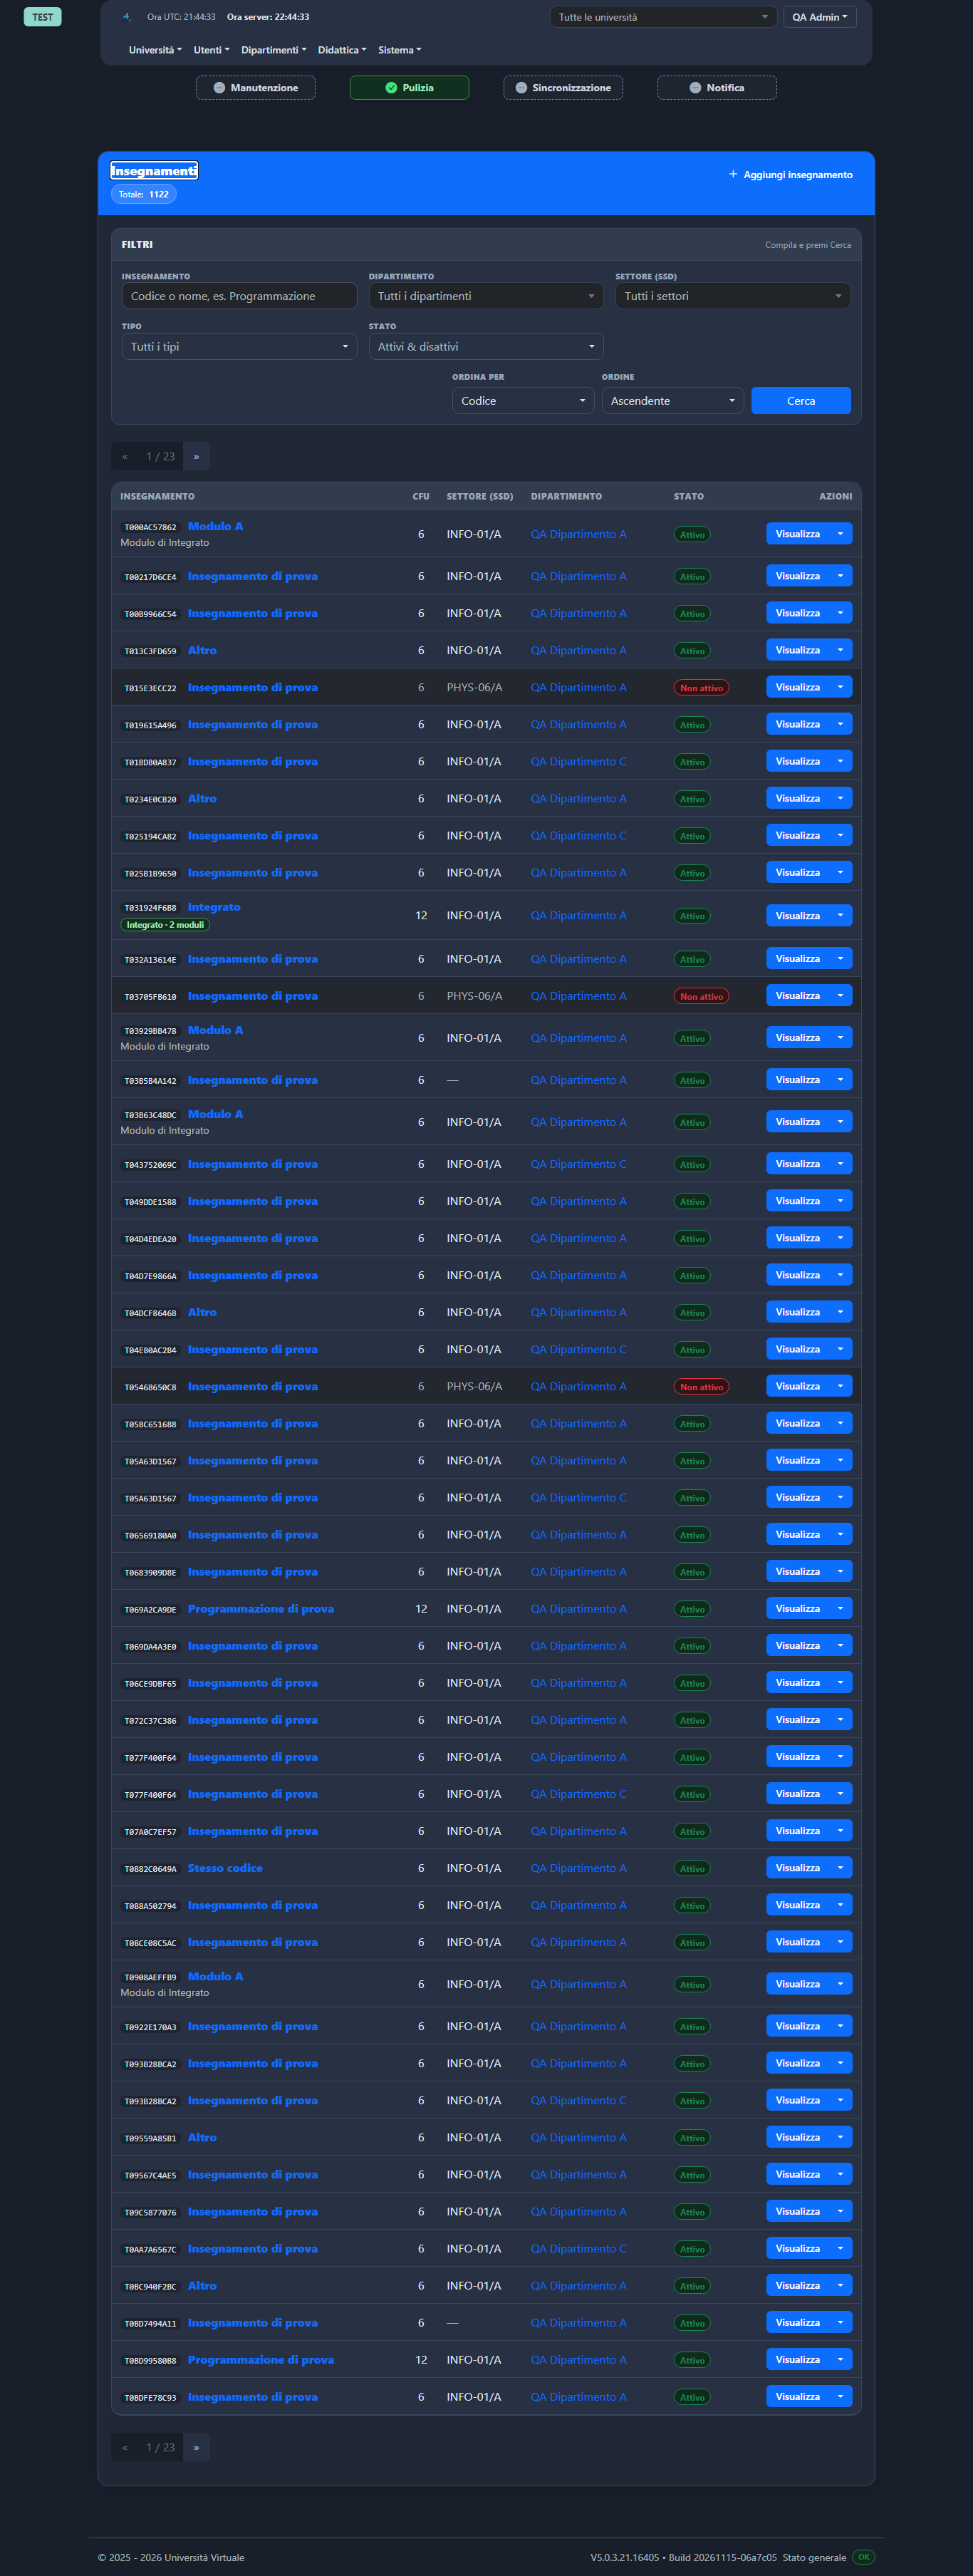 TEST
Ora UTC: 21:44:33 Ora server: 22:44:33 Tutte le università QA Admin
Università Utenti Dipartimenti Didattica Sistema
Manutenzione Pulizia Sincronizzazione Notifica
Insegnamenti
+ Aggiungi insegnamento
Totale: 1122
FILTRI Compila e premi Cerca
INSEGNAMENTO DIPARTIMENTO SETTORE (SSD)
Codice o nome, es. Programmazione Tutti i dipartimenti Tutti i settori
TIPO STATO
Tutti i tipi Attivi & disattivi
ORDINA PER ORDINE
Codice Ascendente Cerca
« 1 / 23 »
INSEGNAMENTO CFU SETTORE (SSD) DIPARTIMENTO STATO AZIONI
T000AC57862 Modulo A 6 INFO-01/A QA Dipartimento A Attivo Visualizza
Modulo di Integrato
T00217D6CE4 Insegnamento di prova 6 INFO-01/A QA Dipartimento A Attivo Visualizza
T00B9966C54 Insegnamento di prova 6 INFO-01/A QA Dipartimento A Attivo Visualizza
T013C3FD659 Altro 6 INFO-01/A QA Dipartimento A Attivo Visualizza
T015E3ECC22 Insegnamento di prova 6 PHYS-06/A QA Dipartimento A Non attivo Visualizza
T019615A496 Insegnamento di prova 6 INFO-01/A QA Dipartimento A Attivo Visualizza
T01BDB0A837 Insegnamento di prova 6 INFO-01/A QA Dipartimento C Attivo Visualizza
T0234E0CB20 Altro 6 INFO-01/A QA Dipartimento A Attivo Visualizza
T025194CA82 Insegnamento di prova 6 INFO-01/A QA Dipartimento C Attivo Visualizza
T025B1B9650 Insegnamento di prova 6 INFO-01/A QA Dipartimento A Attivo Visualizza
T031924F6B8 Integrato 12 INFO-01/A QA Dipartimento A Attivo Visualizza
Integrato · 2 moduli
T032A13614E Insegnamento di prova 6 INFO-01/A QA Dipartimento A Attivo Visualizza
T03705FB610 Insegnamento di prova 6 PHYS-06/A QA Dipartimento A Non attivo Visualizza
T03929BB478 Modulo A 6 INFO-01/A QA Dipartimento A Attivo Visualizza
Modulo di Integrato
T03B5B4A142 Insegnamento di prova 6 — QA Dipartimento A Attivo Visualizza
T03B63C48DC Modulo A 6 INFO-01/A QA Dipartimento A Attivo Visualizza
Modulo di Integrato
T043752069C Insegnamento di prova 6 INFO-01/A QA Dipartimento C Attivo Visualizza
T049DDE1588 Insegnamento di prova 6 INFO-01/A QA Dipartimento A Attivo Visualizza
T04D4EDEA20 Insegnamento di prova 6 INFO-01/A QA Dipartimento A Attivo Visualizza
T04D7E9866A Insegnamento di prova 6 INFO-01/A QA Dipartimento A Attivo Visualizza
T04DCF8646B Altro 6 INFO-01/A QA Dipartimento A Attivo Visualizza
T04E80AC2B4 Insegnamento di prova 6 INFO-01/A QA Dipartimento C Attivo Visualizza
T05468650C8 Insegnamento di prova 6 PHYS-06/A QA Dipartimento A Non attivo Visualizza
T058C651688 Insegnamento di prova 6 INFO-01/A QA Dipartimento A Attivo Visualizza
T05A63D1567 Insegnamento di prova 6 INFO-01/A QA Dipartimento A Attivo Visualizza
T05A63D1567 Insegnamento di prova 6 INFO-01/A QA Dipartimento C Attivo Visualizza
T06569180A0 Insegnamento di prova 6 INFO-01/A QA Dipartimento A Attivo Visualizza
T0683909D8E Insegnamento di prova 6 INFO-01/A QA Dipartimento A Attivo Visualizza
T069A2CA9DE Programmazione di prova 12 INFO-01/A QA Dipartimento A Attivo Visualizza
T069DA4A3E0 Insegnamento di prova 6 INFO-01/A QA Dipartimento A Attivo Visualizza
T06CE9DBF65 Insegnamento di prova 6 INFO-01/A QA Dipartimento A Attivo Visualizza
T072C37C386 Insegnamento di prova 6 INFO-01/A QA Dipartimento A Attivo Visualizza
T077F400F64 Insegnamento di prova 6 INFO-01/A QA Dipartimento A Attivo Visualizza
T077F400F64 Insegnamento di prova 6 INFO-01/A QA Dipartimento C Attivo Visualizza
T07A0C7EF57 Insegnamento di prova 6 INFO-01/A QA Dipartimento A Attivo Visualizza
T0882C0649A Stesso codice 6 INFO-01/A QA Dipartimento A Attivo Visualizza
T088A502794 Insegnamento di prova 6 INFO-01/A QA Dipartimento A Attivo Visualizza
T08CE08C5AC Insegnamento di prova 6 INFO-01/A QA Dipartimento A Attivo Visualizza
T0908AEFFB9 Modulo A 6 INFO-01/A QA Dipartimento A Attivo Visualizza
Modulo di Integrato
T0922E170A3 Insegnamento di prova 6 INFO-01/A QA Dipartimento A Attivo Visualizza
T093B28BCA2 Insegnamento di prova 6 INFO-01/A QA Dipartimento A Attivo Visualizza
T093B28BCA2 Insegnamento di prova 6 INFO-01/A QA Dipartimento C Attivo Visualizza
T09559A85B1 Altro 6 INFO-01/A QA Dipartimento A Attivo Visualizza
T09567C4AE5 Insegnamento di prova 6 INFO-01/A QA Dipartimento A Attivo Visualizza
T09C5877076 Insegnamento di prova 6 INFO-01/A QA Dipartimento A Attivo Visualizza
T0AA7A6567C Insegnamento di prova 6 INFO-01/A QA Dipartimento C Attivo Visualizza
T0BC940F2BC Altro 6 INFO-01/A QA Dipartimento A Attivo Visualizza
T0BD7494A11 Insegnamento di prova 6 — QA Dipartimento A Attivo Visualizza
T0BD99580B8 Programmazione di prova 12 INFO-01/A QA Dipartimento A Attivo Visualizza
T0BDFE78C93 Insegnamento di prova 6 INFO-01/A QA Dipartimento A Attivo Visualizza
« 1 / 23 »
© 2025 - 2026 Università Virtuale V5.0.3.21.16405 • Build 20261115-06a7c05 Stato generale OK